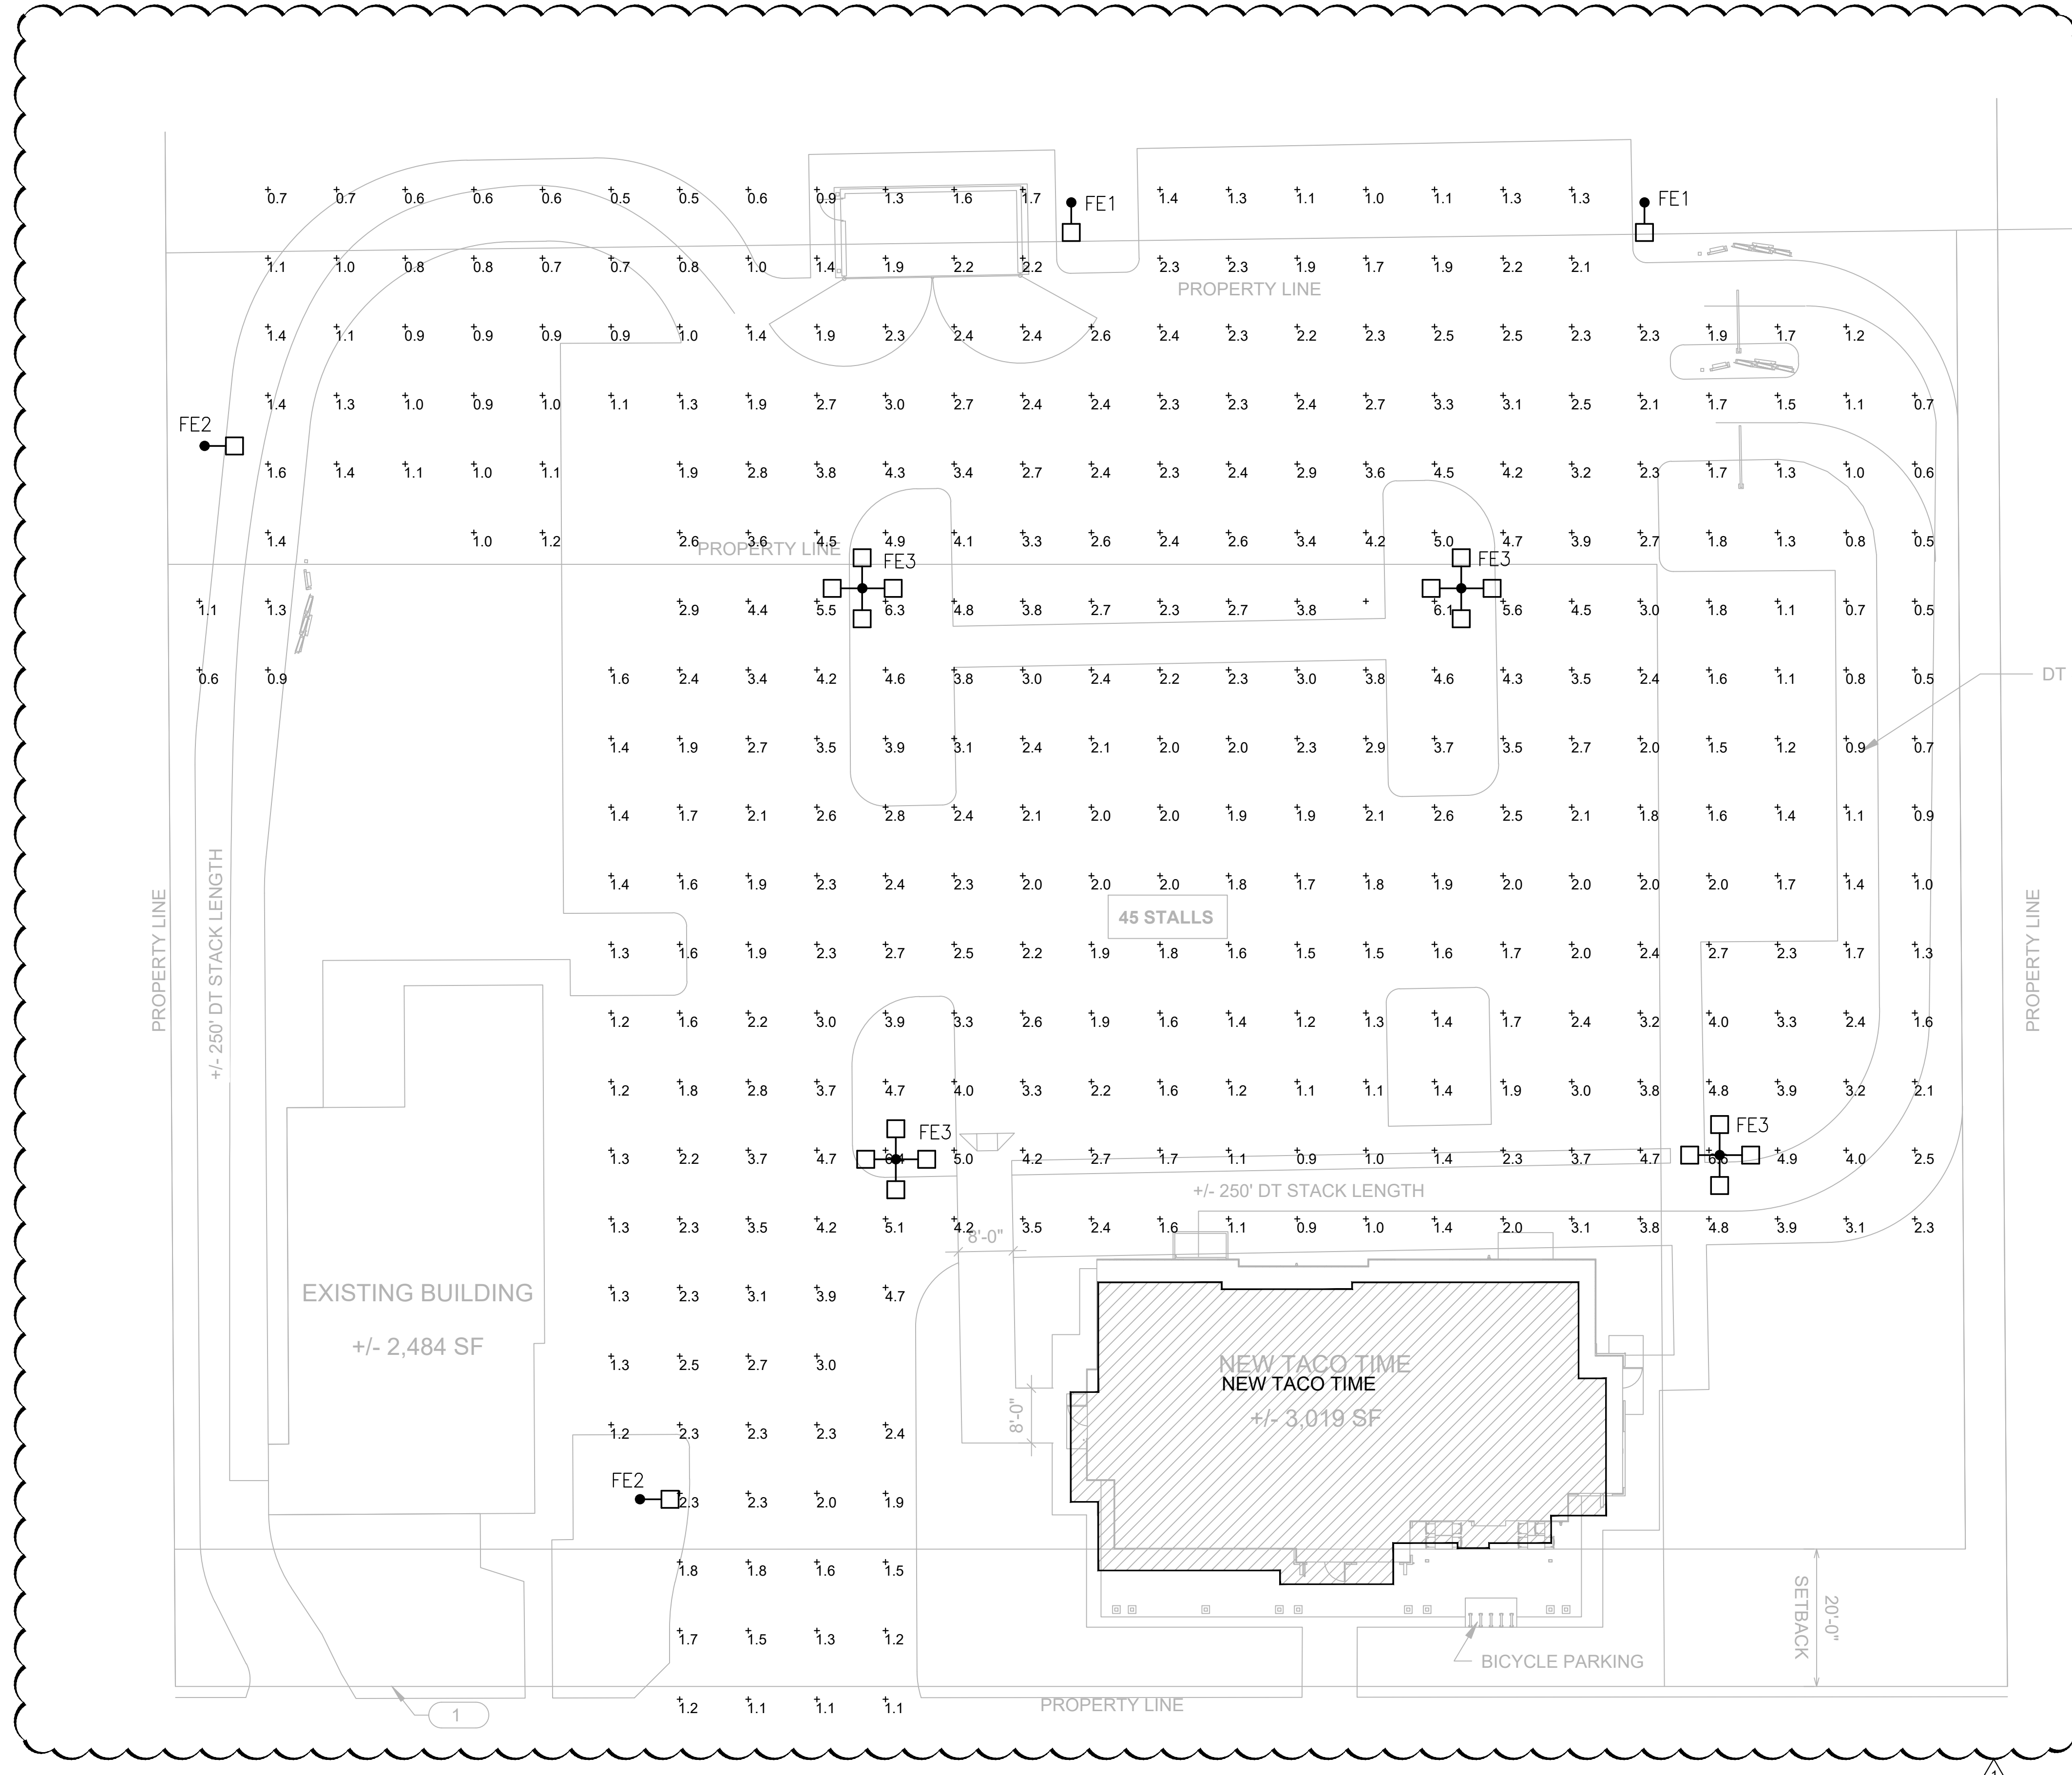 +0.7 +0.7 +0.6 +0.6 +0.6 +0.5 +0.5 +0.6 +0.9 +1.3 +1.6 +1.7 FE1 +1.4 +1.3 +1.1 +1.0 +1.1 +1.3 +1.3 FE1
+1.1 +1.0 +0.8 +0.8 +0.7 +0.7 +0.8 +1.0 +1.4 +1.9 +2.2 +2.2 +2.3 +2.3 +1.9 +1.7 +1.9 +2.2 +2.1
PROPERTY LINE
+1.4 +1.1 +0.9 +0.9 +0.9 +0.9 +1.0 +1.4 +1.9 +2.3 +2.4 +2.4 +2.6 +2.4 +2.3 +2.2 +2.3 +2.5 +2.5 +2.3 +2.3 +1.9 +1.7 +1.2
+1.4 +1.3 +1.0 +0.9 +1.0 +1.1 +1.3 +1.9 +2.7 +3.0 +2.7 +2.4 +2.4 +2.3 +2.3 +2.4 +2.7 +3.3 +3.1 +2.5 +2.1 +1.7 +1.5 +1.1 +0.7
FE2
+1.6 +1.4 +1.1 +1.0 +1.1 +1.9 +2.8 +3.8 +4.3 +3.4 +2.7 +2.4 +2.3 +2.4 +2.9 +3.6 +4.5 +4.2 +3.2 +2.3 +1.7 +1.3 +1.0 +0.6
+1.4 +1.0 +1.2 +2.6 +3.6 +4.5 +4.9 +4.1 +3.3 +2.6 +2.4 +2.6 +3.4 +4.2 +5.0 +4.7 +3.9 +2.7 +1.8 +1.3 +0.8 +0.5
PROPERTY LINE
FE3 FE3
+1.1 +1.3 +2.9 +4.4 +5.5 +6.3 +4.8 +3.8 +2.7 +2.3 +2.7 +3.8 + 6.1 +5.6 +4.5 +3.0 +1.8 +1.1 +0.7 +0.5
+0.6 +0.9 +1.6 +2.4 +3.4 +4.2 +4.6 +3.8 +3.0 +2.4 +2.2 +2.3 +3.0 +3.8 +4.6 +4.3 +3.5 +2.4 +1.6 +1.1 +0.8 +0.5 DT
+1.4 +1.9 +2.7 +3.5 +3.9 +3.1 +2.4 +2.1 +2.0 +2.0 +2.3 +2.9 +3.7 +3.5 +2.7 +2.0 +1.5 +1.2 +0.9 +0.7
+1.4 +1.7 +2.1 +2.6 +2.8 +2.4 +2.1 +2.0 +2.0 +1.9 +1.9 +2.1 +2.6 +2.5 +2.1 +1.8 +1.6 +1.4 +1.1 +0.9
+1.4 +1.6 +1.9 +2.3 +2.4 +2.3 +2.0 +2.0 +2.0 +1.8 +1.7 +1.8 +1.9 +2.0 +2.0 +2.0 +2.0 +1.7 +1.4 +1.0
PROPERTY LINE
+/- 250' DT STACK LENGTH
45 STALLS
PROPERTY LINE
+1.3 +1.6 +1.9 +2.3 +2.7 +2.5 +2.2 +1.9 +1.8 +1.6 +1.5 +1.5 +1.6 +1.7 +2.0 +2.4 +2.7 +2.3 +1.7 +1.3
+1.2 +1.6 +2.2 +3.0 +3.9 +3.3 +2.6 +1.9 +1.6 +1.4 +1.2 +1.3 +1.4 +1.7 +2.4 +3.2 +4.0 +3.3 +2.4 +1.6
+1.2 +1.8 +2.8 +3.7 +4.7 +4.0 +3.3 +2.2 +1.6 +1.2 +1.1 +1.1 +1.4 +1.9 +3.0 +3.8 +4.8 +3.9 +3.2 +2.1
FE3 FE3
+1.3 +2.2 +3.7 +4.7 +5.0 +4.2 +2.7 +1.7 +1.1 +0.9 +1.0 +1.4 +2.3 +3.7 +4.7 +4.9 +4.0 +2.5
+/- 250' DT STACK LENGTH
+1.3 +2.3 +3.5 +4.2 +5.1 +4.2 +3.5 +2.4 +1.6 +1.1 +0.9 +1.0 +1.4 +2.0 +3.1 +3.8 +4.8 +3.9 +3.1 +2.3
8'-0"
EXISTING BUILDING
+1.3 +2.3 +3.1 +3.9 +4.7
+/- 2,484 SF
+1.3 +2.5 +2.7 +3.0
NEW TACO TIME
NEW TACO TIME
+/- 3,019 SF
8'-0"
+1.2 +2.3 +2.3 +2.3 +2.4
FE2
+2.3 +2.3 +2.0 +1.9
+1.8 +1.8 +1.6 +1.5
20'-0"
SETBACK
+1.7 +1.5 +1.3 +1.2
BICYCLE PARKING
+1.2 +1.1 +1.1 +1.1
PROPERTY LINE
1
1